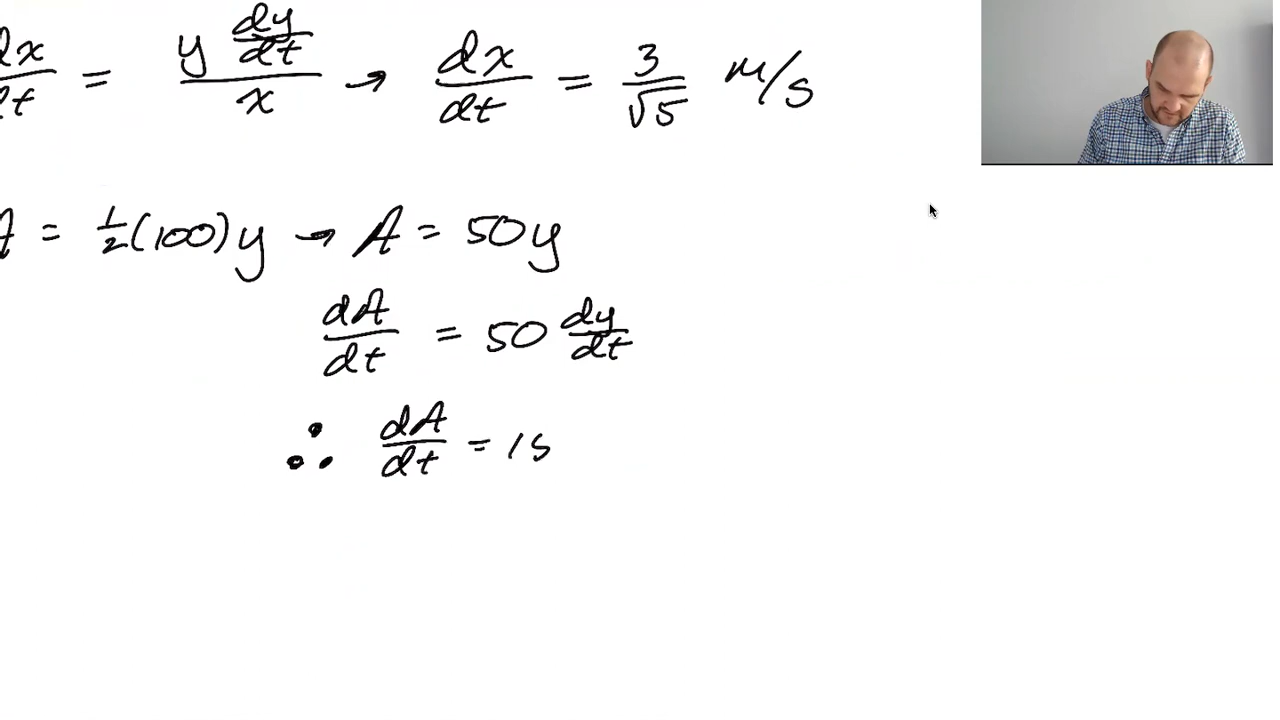 dx/dt = y dy/dt / x → dx/dt = 3/√5 m/s
A = 1/2(100)y → A = 50y
dA/dt = 50 dy/dt
∴ dA/dt = 15